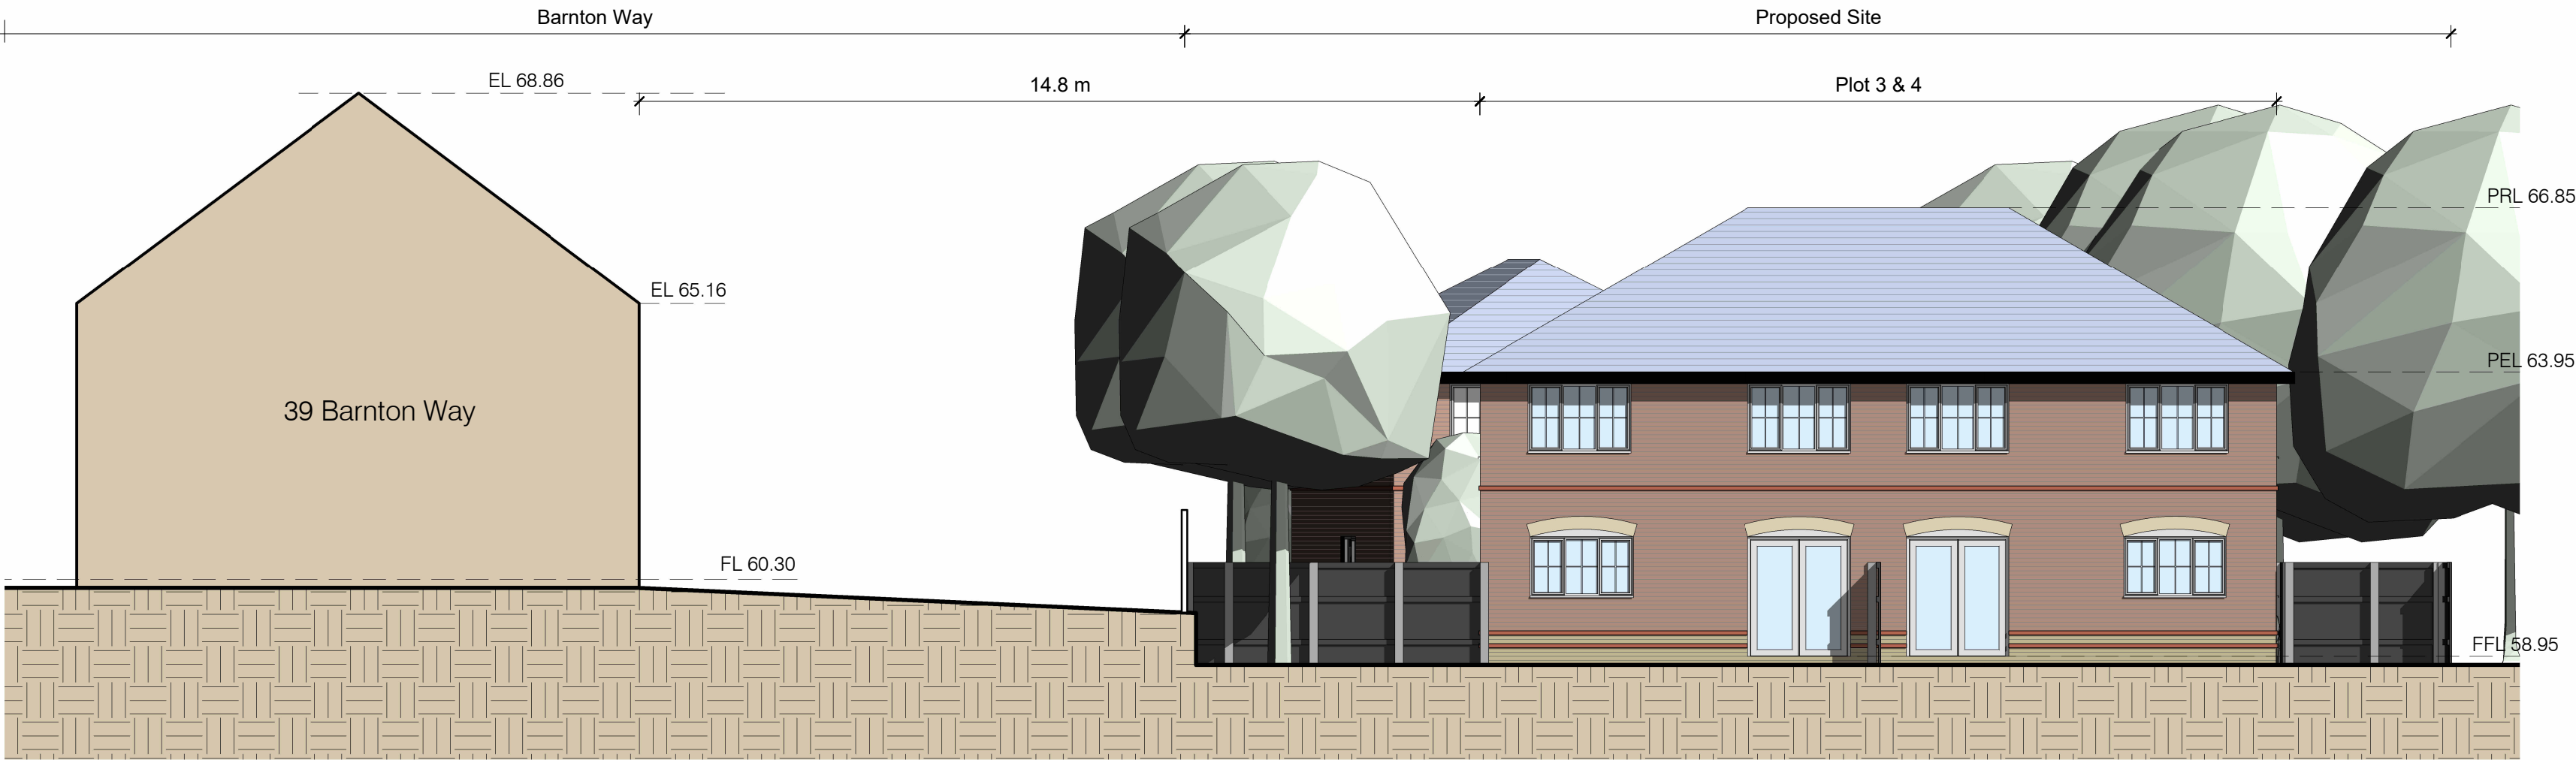 Barnton Way
Proposed Site
EL 68.86
14.8 m
Plot 3 & 4
PRL 66.85
EL 65.16
PEL 63.95
39 Barnton Way
FL 60.30
FFL 58.95